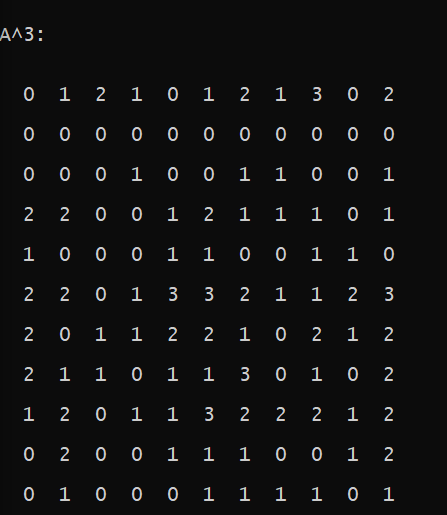 A^3:
0 1 2 1 0 1 2 1 3 0 2
0 0 0 0 0 0 0 0 0 0 0
0 0 0 1 0 0 1 1 0 0 1
2 2 0 0 1 2 1 1 1 0 1
1 0 0 0 1 1 0 0 1 1 0
2 2 0 1 3 3 2 1 1 2 3
2 0 1 1 2 2 1 0 2 1 2
2 1 1 0 1 1 3 0 1 0 2
1 2 0 1 1 3 2 2 2 1 2
0 2 0 0 1 1 1 0 0 1 2
0 1 0 0 0 1 1 1 1 0 1